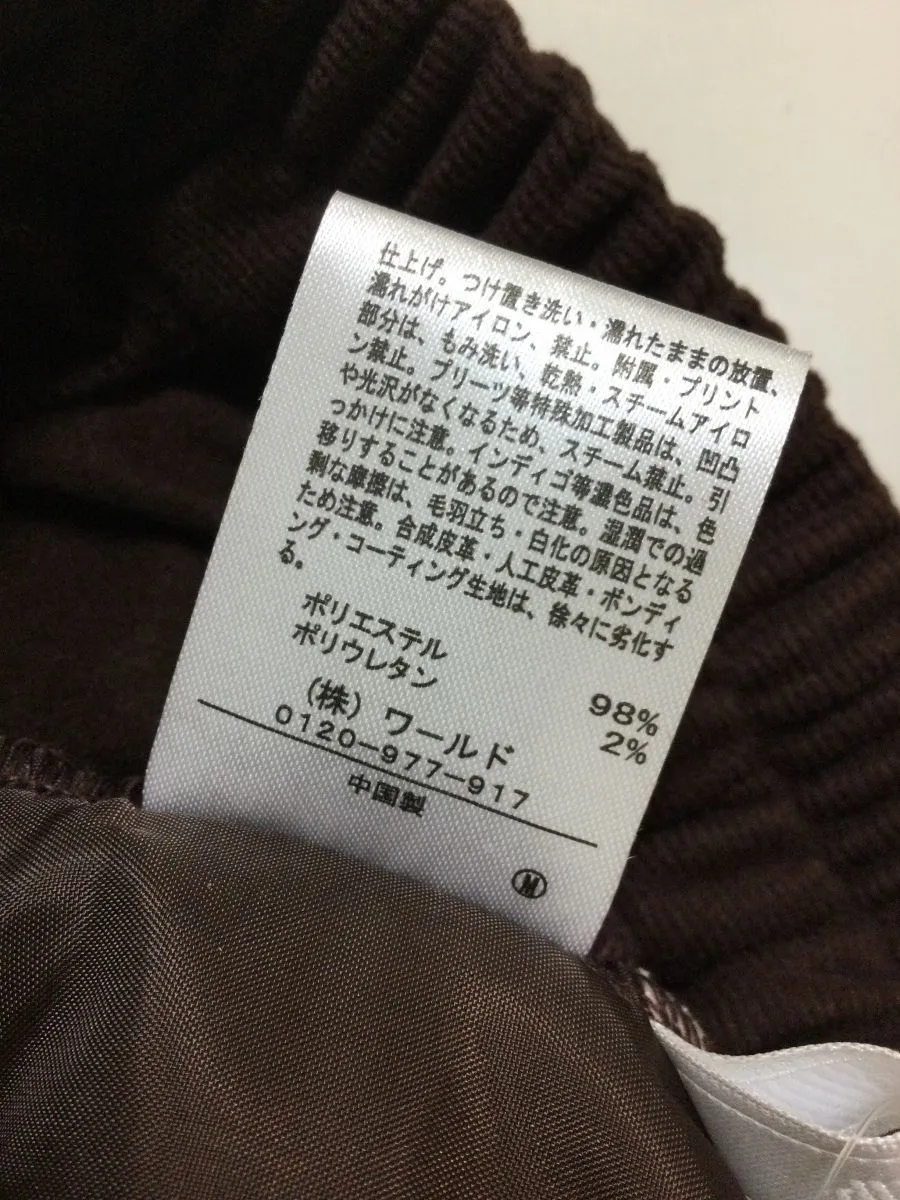 仕上げ。つけ置き洗い・濡れたままの放置、
濡れがけアイロン、禁止。附属・プリント
部分は、もみ洗い、乾熱・スチームアイロ
ン禁止。プリーツ等特殊加工製品は、凹凸
や光沢がなくなるため、スチーム禁止。引
っかけに注意。インディゴ等濃色品は、色
移りすることがあるので注意。湿潤での過
剰な摩擦は、毛羽立ち・白化の原因となる
ため注意。合成皮革・人工皮革・ボンディ
ング・コーティング生地は、徐々に劣化す
る。
ポリエステル 98%
ポリウレタン 2%
(株) ワールド
0120-977-917
中国製
M